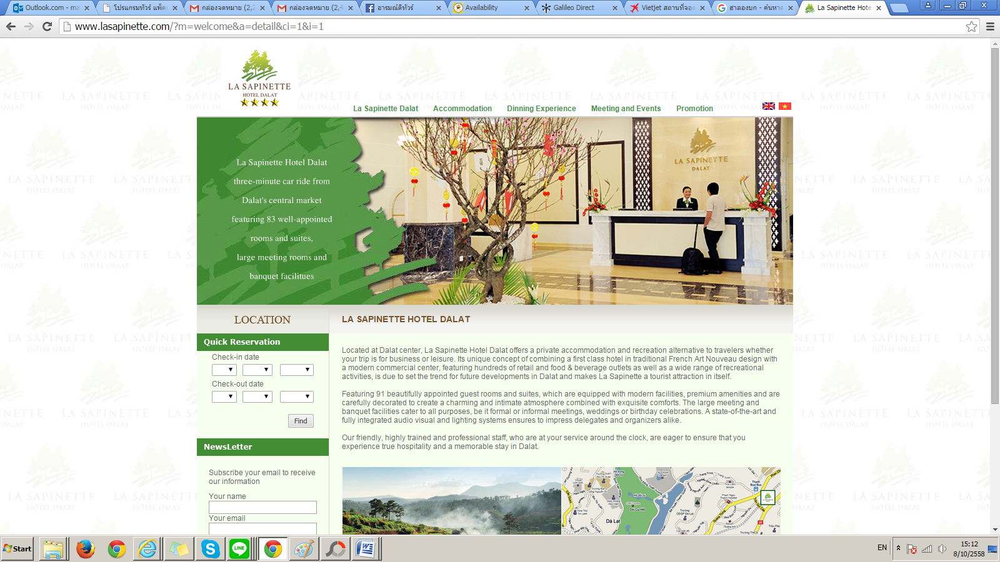 Outlook.com - ma
โปรแกรมทัวร์ แพ็คเ
กล่องจดหมาย (2,2
กล่องจดหมาย (2,4
อารมณ์ดีทัวร์
Availability
Galileo Direct
Vietjet สถานที่จอง
ฮาลองบก - ค้นหาด
La Sapinette Hote
www.lasapinette.com/?m=welcome&a=detail&ci=1&i=1
LA SAPINETTE
HOTEL DALAT
La Sapinette Dalat
Accommodation
Dinning Experience
Meeting and Events
Promotion
La Sapinette Hotel Dalat
three-minute car ride from
Dalat's central market
featuring 83 well-appointed
rooms and suites,
large meeting rooms and
banquet facilitues
LA SAPINETTE
DALAT
LOCATION
Quick Reservation
Check-in date
Check-out date
Find
NewsLetter
Subscribe your email to receive
our information
Your name
Your email
LA SAPINETTE HOTEL DALAT
Located at Dalat center, La Sapinette Hotel Dalat offers a private accommodation and recreation alternative to travelers whether
your trip is for business or leisure. Its unique concept of combining a first class hotel in traditional French Art Nouveau design with
a modern commercial center, featuring hundreds of retail and food & beverage outlets as well as a wide range of recreational
activities, is due to set the trend for future developments in Dalat and makes La Sapinette a tourist attraction in itself.
Featuring 91 beautifully appointed guest rooms and suites, which are equipped with modern facilities, premium amenities and are
carefully decorated to create a charming and intimate atmosphere combined with exquisite comforts. The large meeting and
banquet facilities cater to all purposes, be it formal or informal meetings, weddings or birthday celebrations. A state-of-the-art and
fully integrated audio visual and lighting systems ensures to impress delegates and organizers alike.
Our friendly, highly trained and professional staff, who are at your service around the clock, are eager to ensure that you
experience true hospitality and a memorable stay in Dalat.
Đồi Cù Hill
Đà Lạt
Start
LINE
EN
15:12
8/10/2558